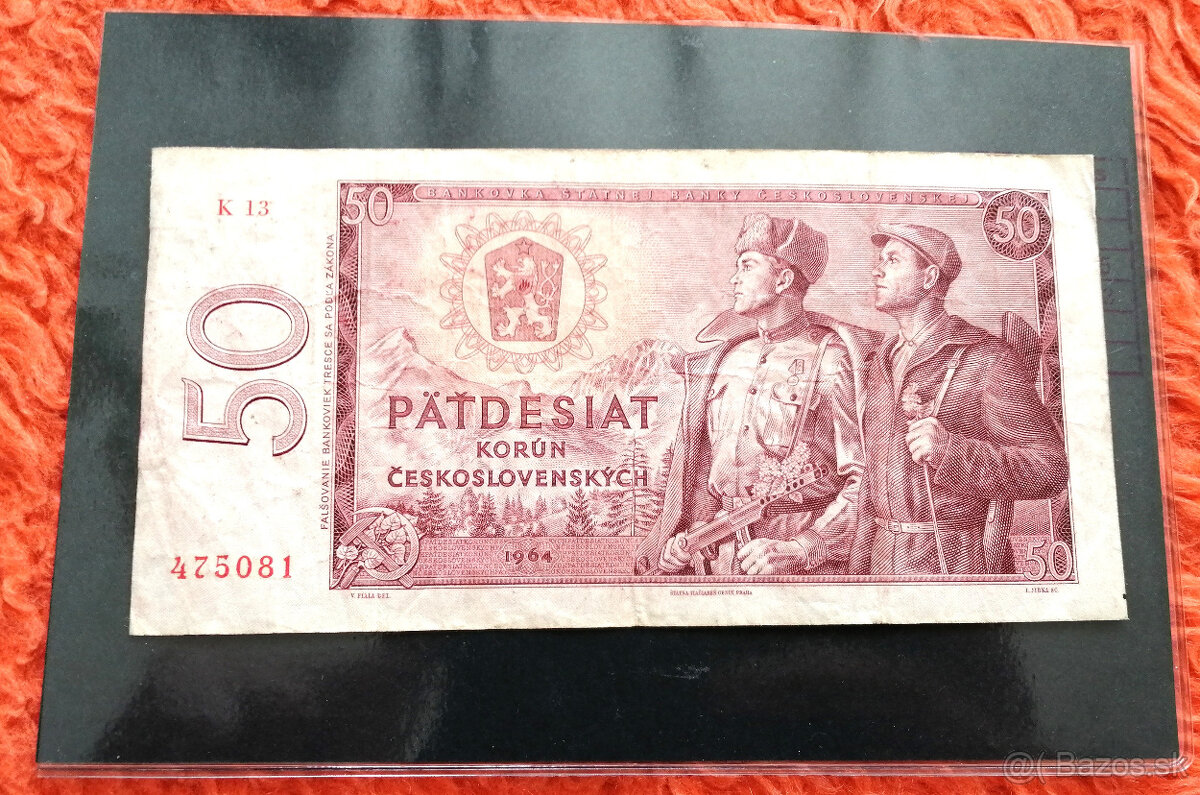 K 13
50
FALŠOVANIE BANKOVIEK TRESCE SA PODĽA ZÁKONA
475081
50
BANKOVKA ŠTÁTNEJ BANKY ČESKOSLOVENSKEJ
50
PÄŤDESIAT
KORÚN
ČESKOSLOVENSKÝCH
1964
50
@( Bazos.sk